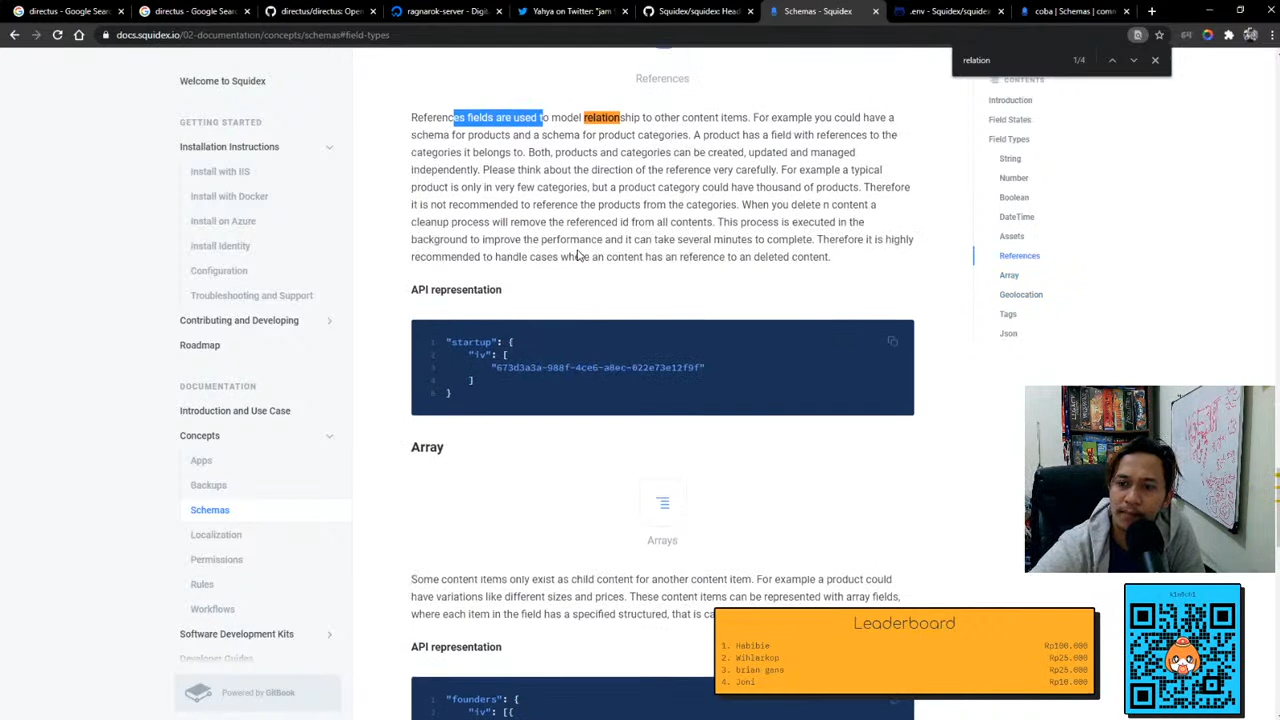 directus - Google Sear
directus - Google Sear
directus/directus: Open
ragnarok-server - Digit
Yahya on Twitter: "jam
Squidex/squidex: Headl
Schemas - Squidex
.env - Squidex/squidex
coba | Schemas | comm
docs.squidex.io/02-documentation/concepts/schemas#field-types
relation
1/4
Welcome to Squidex
GETTING STARTED
Installation Instructions
Install with IIS
Install with Docker
Install on Azure
Install Identity
Configuration
Troubleshooting and Support
Contributing and Developing
Roadmap
DOCUMENTATION
Introduction and Use Case
Concepts
Apps
Backups
Schemas
Localization
Permissions
Rules
Workflows
Software Development Kits
Developer Guides
Powered by GitBook
References
References fields are used to model relationship to other content items. For example you could have a
schema for products and a schema for product categories. A product has a field with references to the
categories it belongs to. Both, products and categories can be created, updated and managed
independently. Please think about the direction of the reference very carefully. For example a typical
product is only in very few categories, but a product category could have thousand of products. Therefore
it is not recommended to reference the products from the categories. When you delete n content a
cleanup process will remove the referenced id from all contents. This process is executed in the
background to improve the performance and it can take several minutes to complete. Therefore it is highly
recommended to handle cases where an content has an reference to an deleted content.
API representation
1 "startup": {
2 "iv": [
3 "673d3a3a-988f-4ce6-a8ec-022e73e12f9f"
4 ]
} 
Array
Arrays
Some content items only exist as child content for another content item. For example a product could
have variations like different sizes and prices. These content items can be represented with array fields,
where each item in the field has a specified structured, that is ca
API representation
1 "founders": {
2 "iv": [{
CONTENTS
Introduction
Field States
Field Types
String
Number
Boolean
DateTime
Assets
References
Array
Geolocation
Tags
Json
Leaderboard
1. Habibie Rp100.000
2. Wihlarkop Rp25.000
3. brian gans Rp25.000
4. Joni Rp10.000